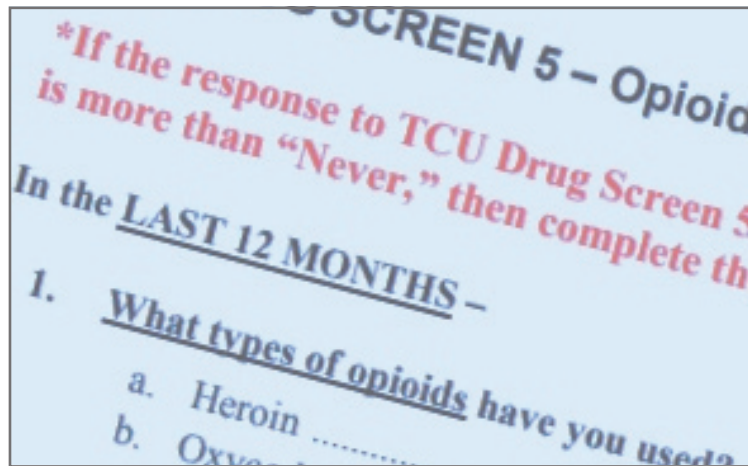 SCREEN 5 – Opioid
*If the response to TCU Drug Screen 5
is more than “Never,” then complete th
In the LAST 12 MONTHS –
1. What types of opioids have you used?
a. Heroin ............
b.